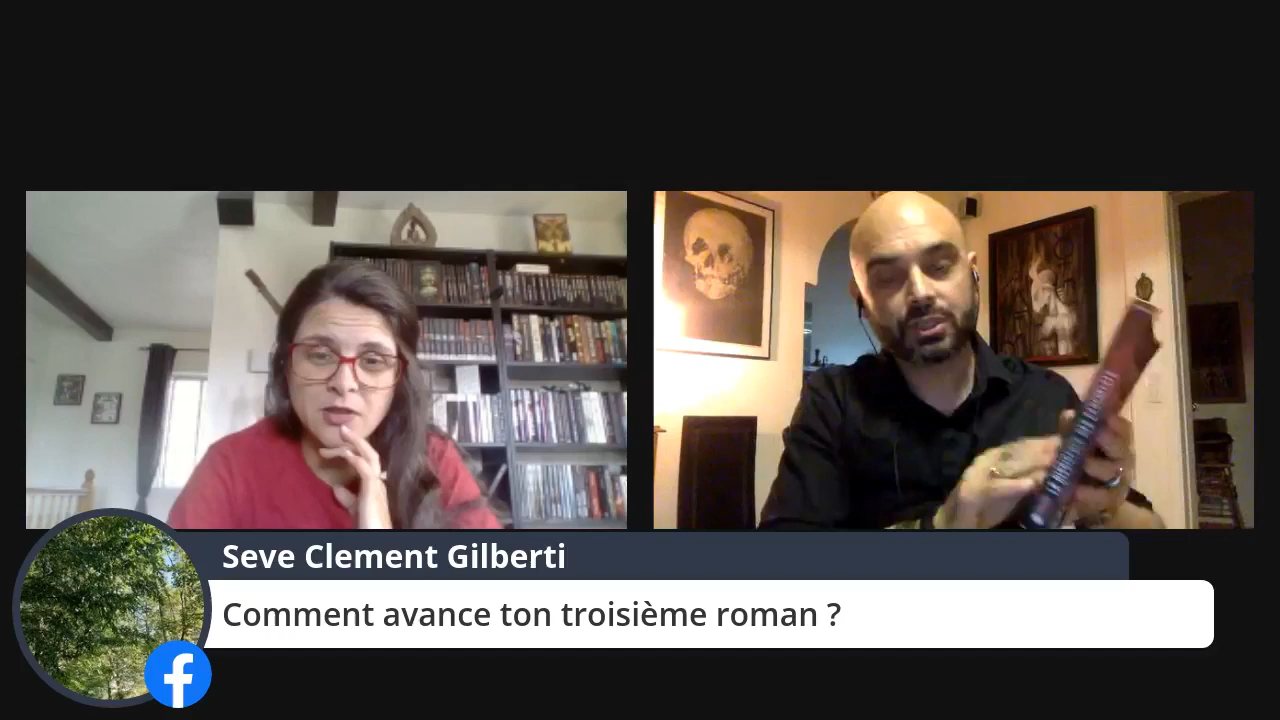 Seve Clement Gilberti
Comment avance ton troisième roman ?